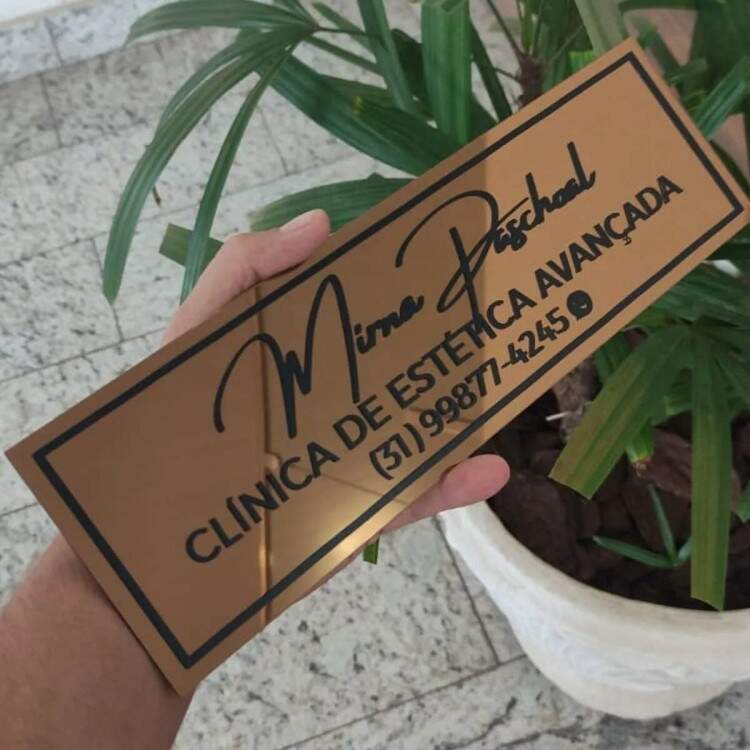 Mirna Paschoal
CLÍNICA DE ESTÉTICA AVANÇADA
(31) 99877-4245